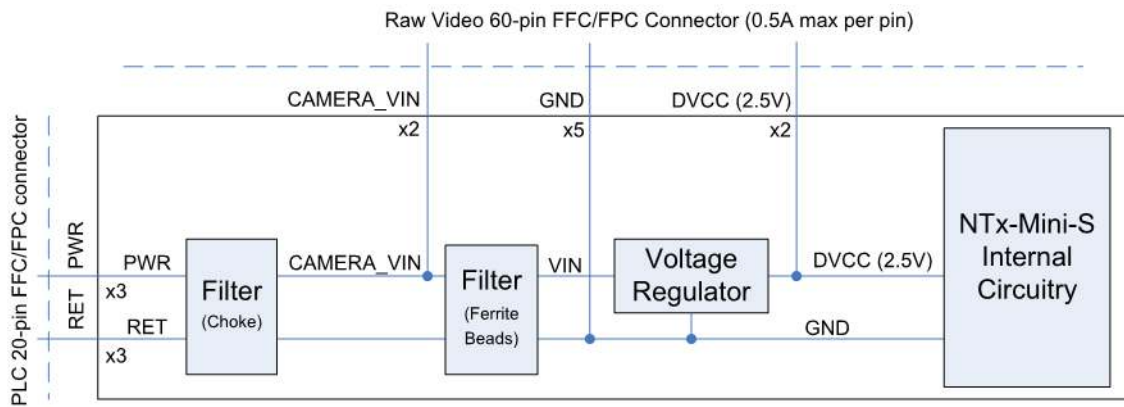 Raw Video 60-pin FFC/FPC Connector (0.5A max per pin)
CAMERA_VIN
GND
DVCC (2.5V)
x2
x5
x2
PLC 20-pin FFC/FPC connector
PWR
RET
PWR
x3
RET
x3
Filter
(Choke)
CAMERA_VIN
Filter
(Ferrite
Beads)
VIN
Voltage
Regulator
DVCC (2.5V)
GND
NTx-Mini-S
Internal
Circuitry